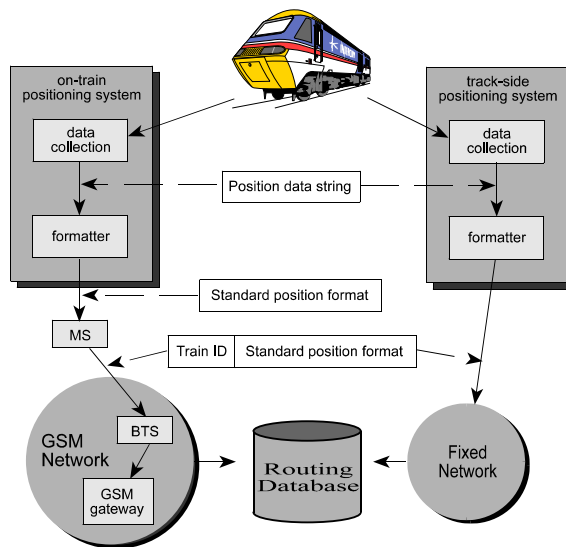 on-train
positioning system
track-side
positioning system
data
collection
data
collection
Position data string
formatter
formatter
Standard position format
MS
Train ID Standard position format
GSM
Network
BTS
GSM
gateway
Routing
Database
Fixed
Network